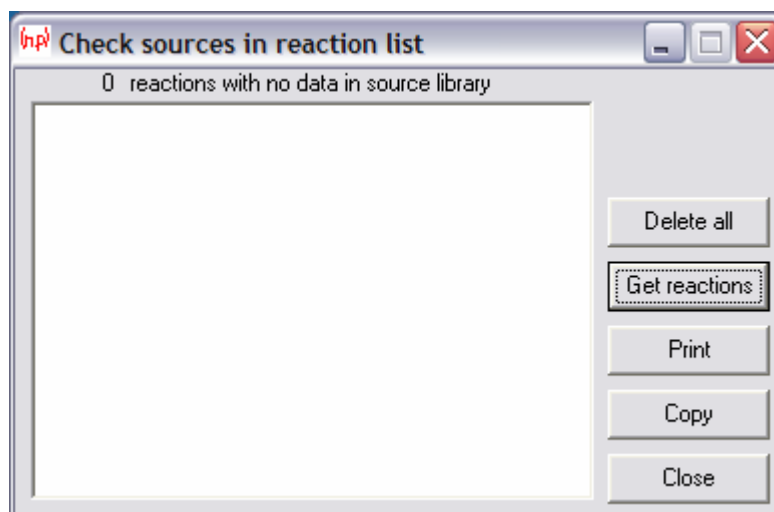 (n,p) Check sources in reaction list
0 reactions with no data in source library
Delete all
Get reactions
Print
Copy
Close